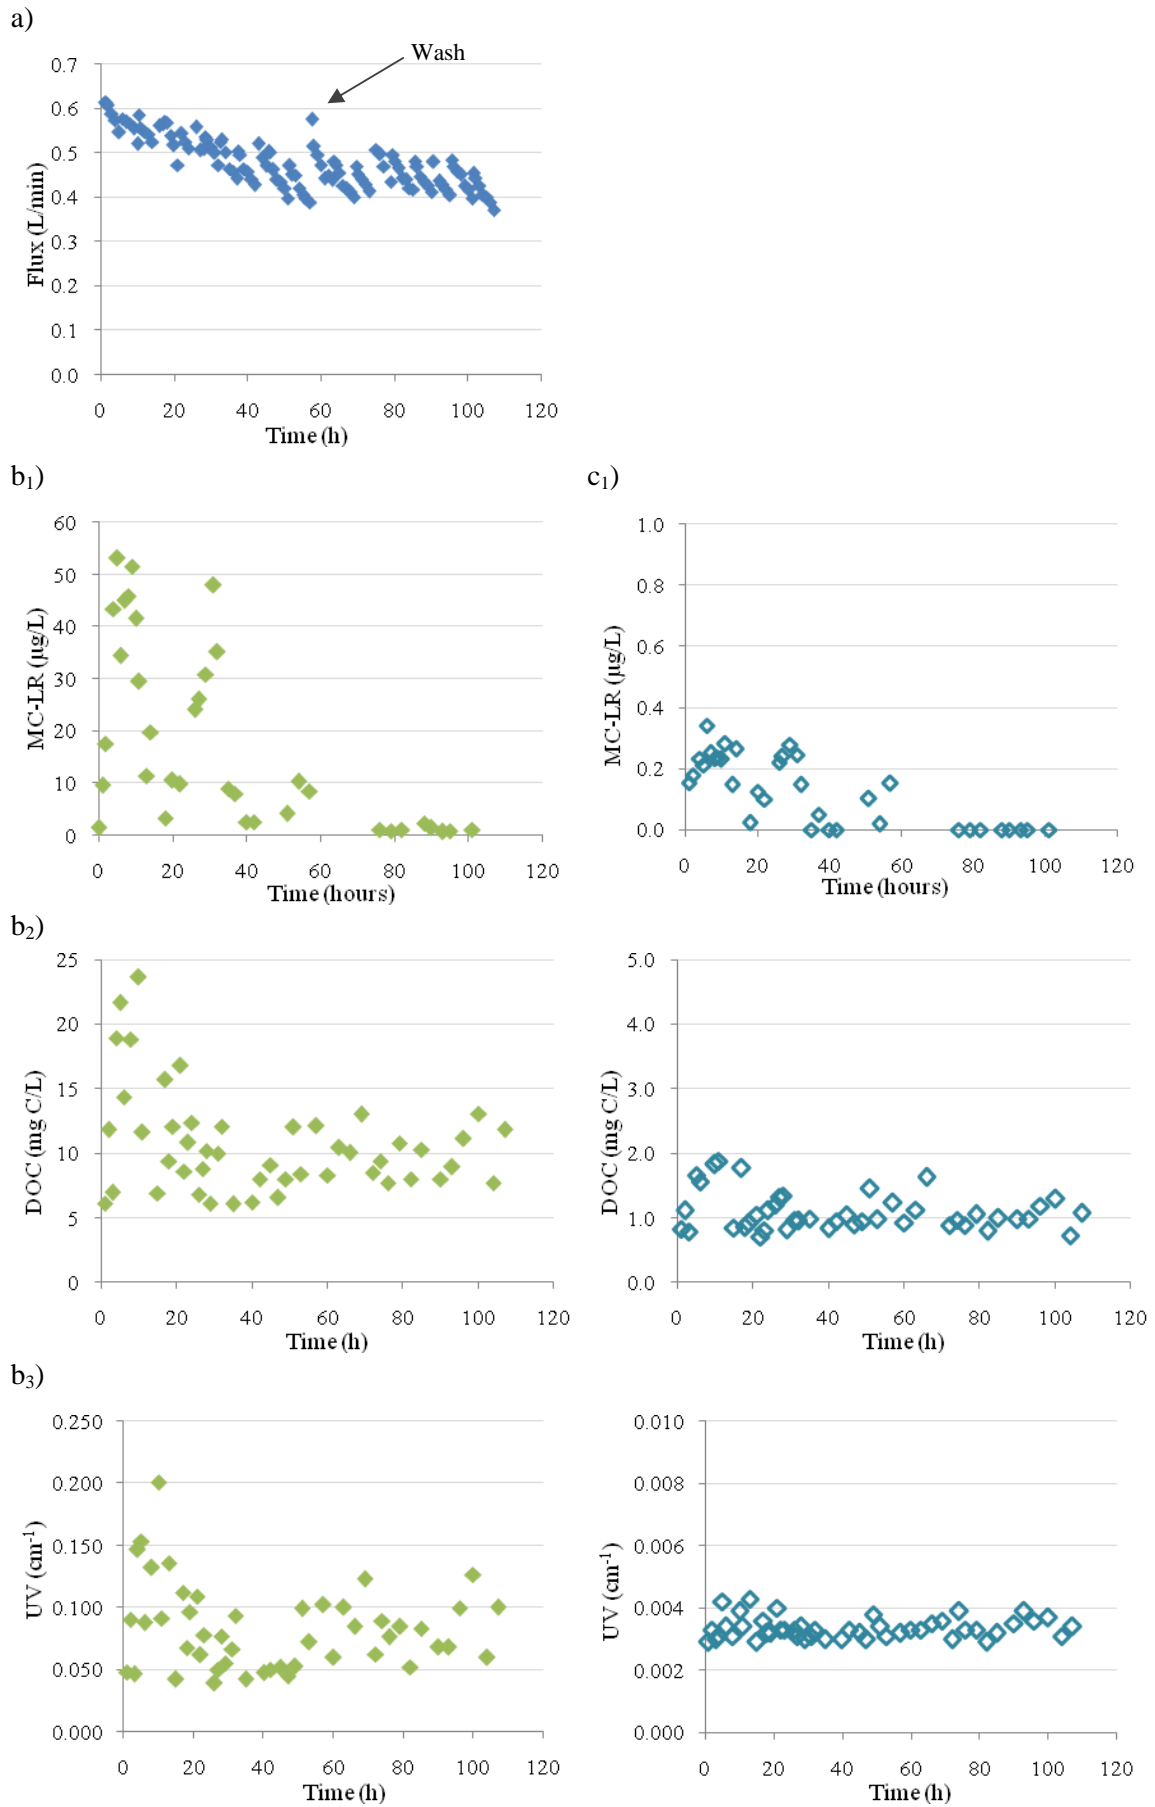 a)
Wash
0.7
0.6
0.5
0.4
0.3
0.2
0.1
0.0
Flux (L/min)
0 20 40 60 80 100 120
Time (h)
b1)
60
50
40
30
20
10
0
MC-LR (µg/L)
0 20 40 60 80 100 120
Time (hours)
c1)
1.0
0.8
0.6
0.4
0.2
0.0
MC-LR (µg/L)
0 20 40 60 80 100 120
Time (hours)
b2)
25
20
15
10
5
0
DOC (mg C/L)
0 20 40 60 80 100 120
Time (h)
5.0
4.0
3.0
2.0
1.0
0.0
DOC (mg C/L)
0 20 40 60 80 100 120
Time (h)
b3)
0.250
0.200
0.150
0.100
0.050
0.000
UV (cm-1)
0 20 40 60 80 100 120
Time (h)
0.010
0.008
0.006
0.004
0.002
0.000
UV (cm-1)
0 20 40 60 80 100 120
Time (h)